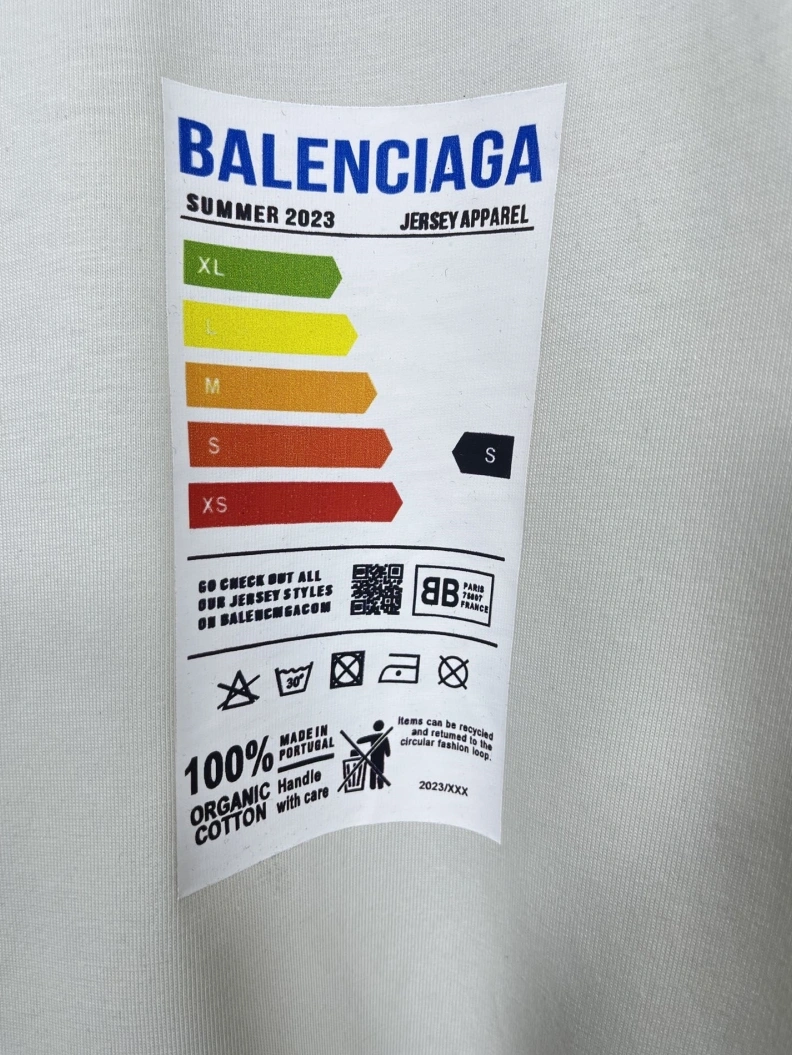 BALENCIAGA
SUMMER 2023 JERSEY APPAREL
XL
L
M
S
S
XS
GO CHECK OUT ALL
OUR JERSEY STYLES
ON BALENCIAGACOM
BB
PARIS
75007
FRANCE
30°
100%
ORGANIC
COTTON
MADE IN
PORTUGAL
Handle
with care
Items can be recycled
and returned to the
circular fashion loop.
2023/XXX